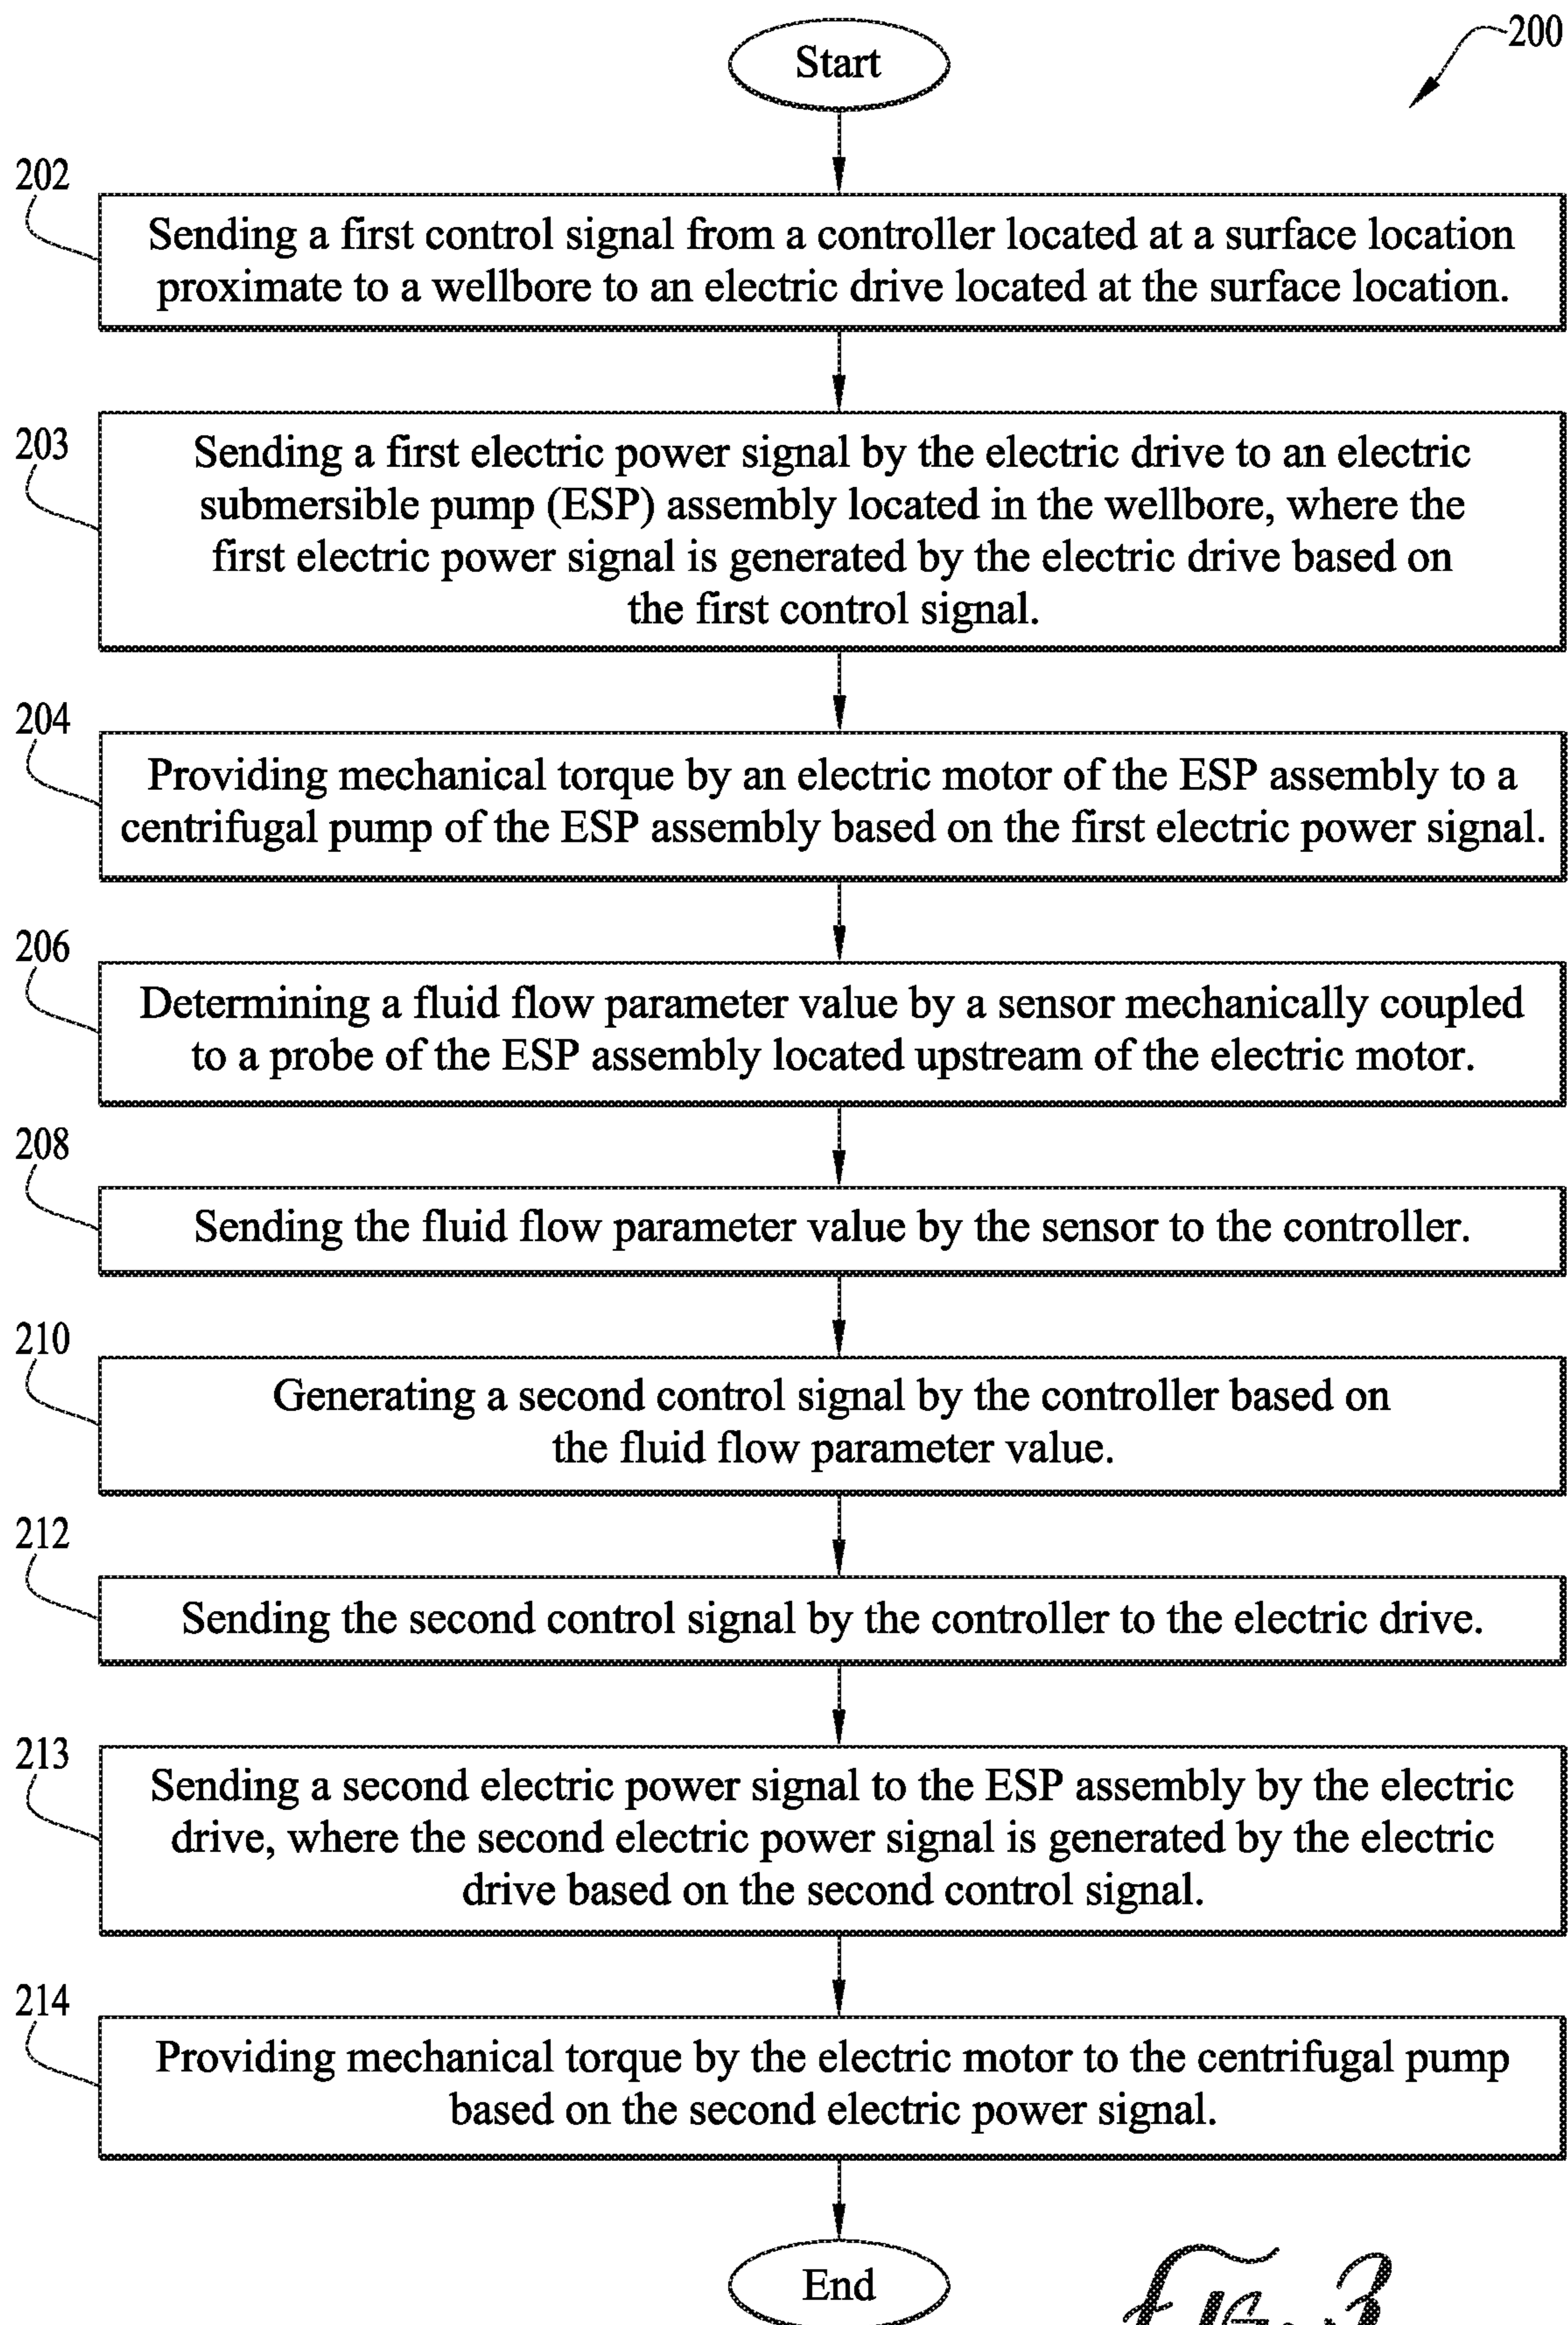 Start
200
202
Sending a first control signal from a controller located at a surface location
proximate to a wellbore to an electric drive located at the surface location.
203
Sending a first electric power signal by the electric drive to an electric
submersible pump (ESP) assembly located in the wellbore, where the
first electric power signal is generated by the electric drive based on
the first control signal.
204
Providing mechanical torque by an electric motor of the ESP assembly to a
centrifugal pump of the ESP assembly based on the first electric power signal.
206
Determining a fluid flow parameter value by a sensor mechanically coupled
to a probe of the ESP assembly located upstream of the electric motor.
208
Sending the fluid flow parameter value by the sensor to the controller.
210
Generating a second control signal by the controller based on
the fluid flow parameter value.
212
Sending the second control signal by the controller to the electric drive.
213
Sending a second electric power signal to the ESP assembly by the electric
drive, where the second electric power signal is generated by the electric
drive based on the second control signal.
214
Providing mechanical torque by the electric motor to the centrifugal pump
based on the second electric power signal.
End
FIG. 3